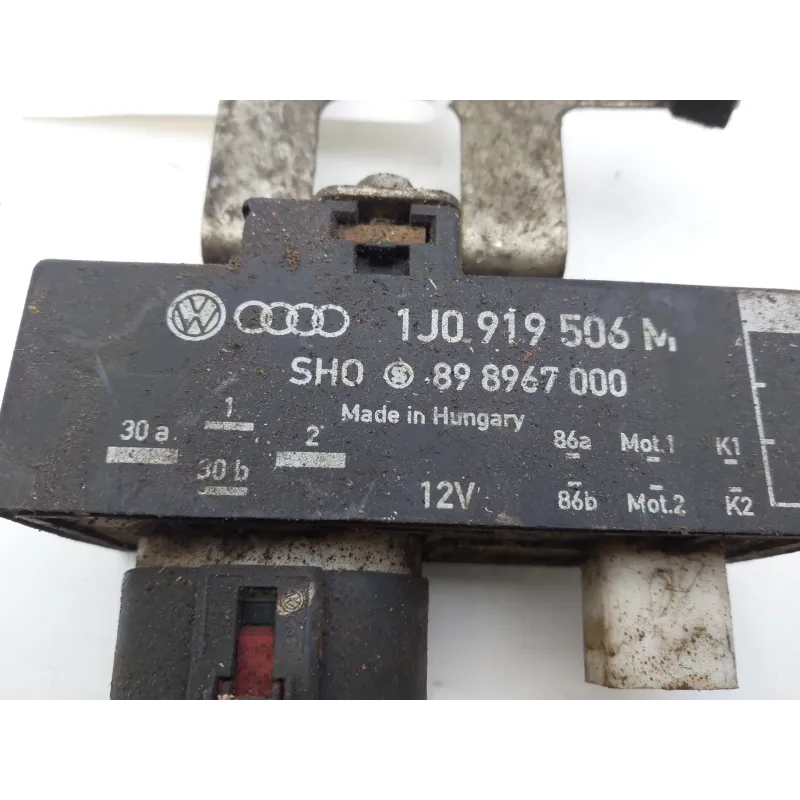 1J0 919 506 M
SHO S 89 8967 000
Made in Hungary
30 a 1 2
30 b
12V
86a Mot.1 K1
86b Mot.2 K2